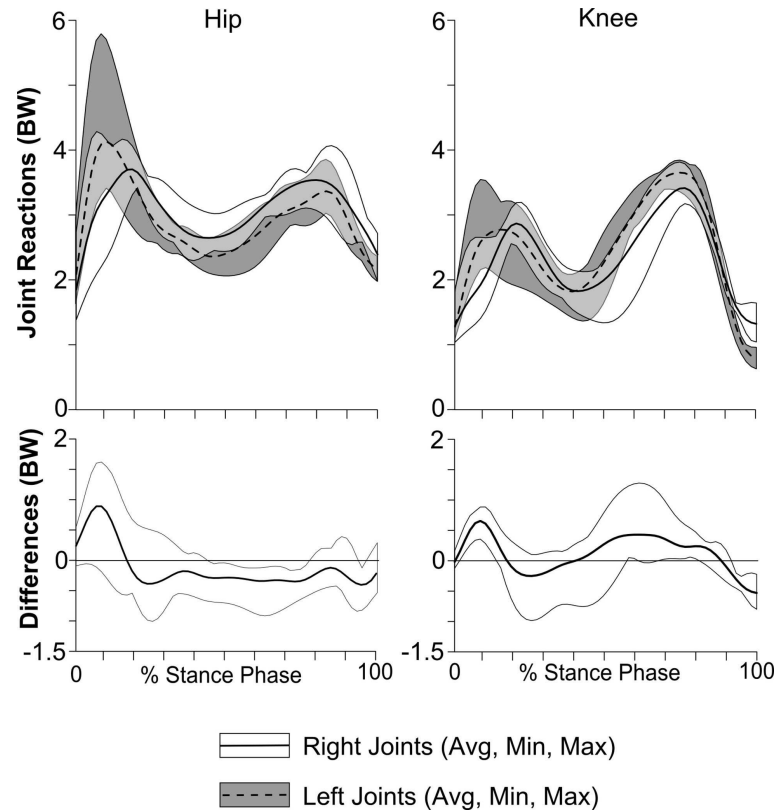 Hip
Knee
Joint Reactions (BW)
6
4
2
0
6
4
2
0
Differences (BW)
2
0
-1.5
2
0
-1.5
0 % Stance Phase 100
0 % Stance Phase 100
Right Joints (Avg, Min, Max)
Left Joints (Avg, Min, Max)